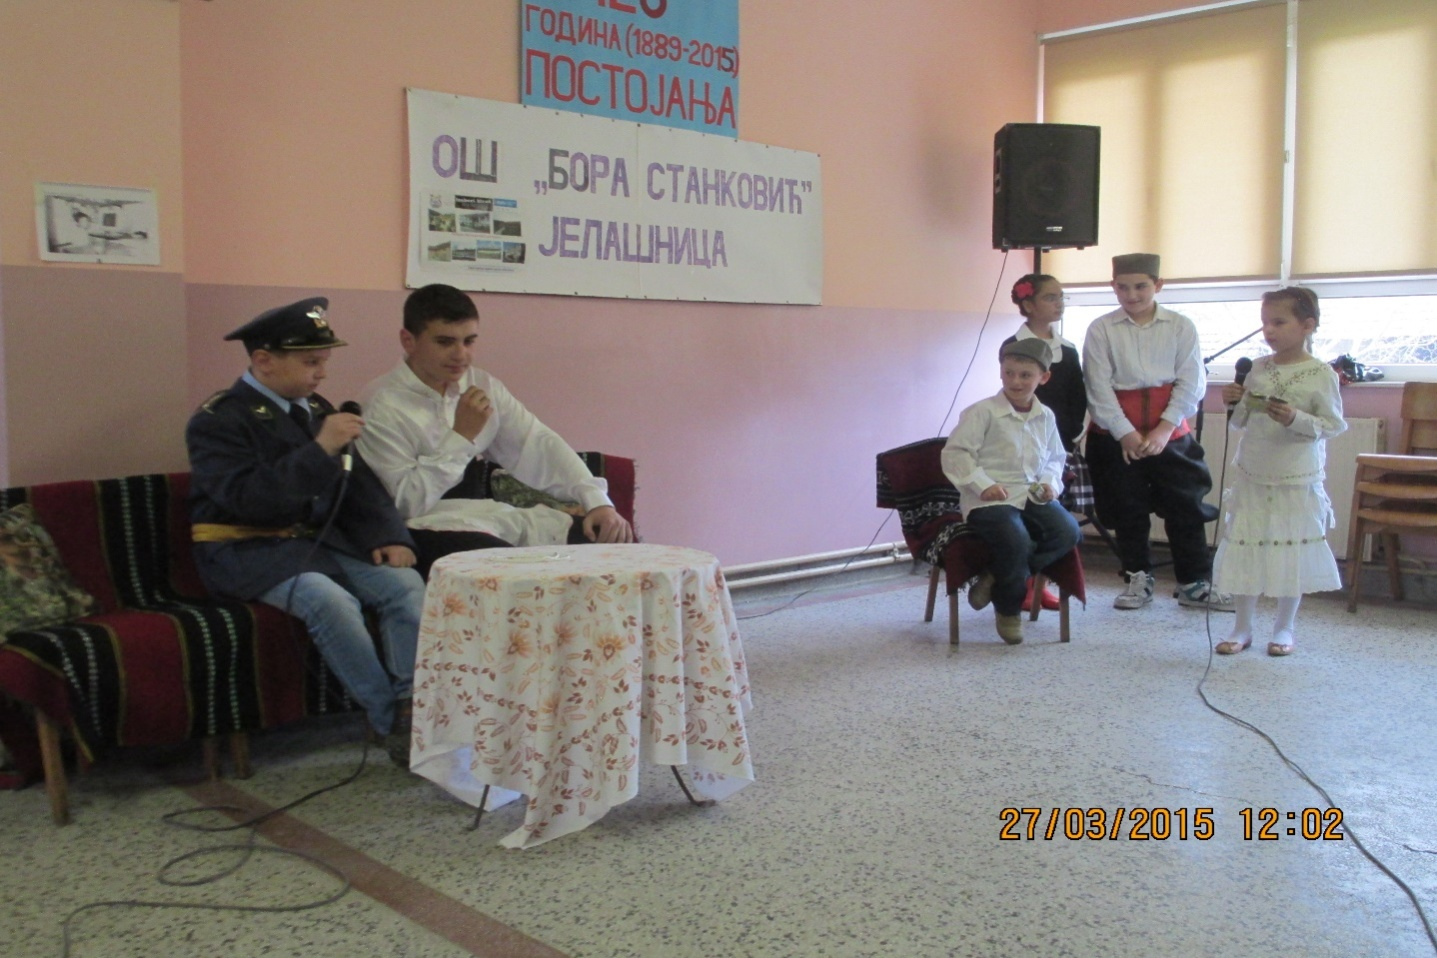 ГОДИНА (1889-2015)
ПОСТОЈАЊА
ОШ „БОРА СТАНКОВИЋ"
ЈЕЛАШНИЦА
27/03/2015 12:02